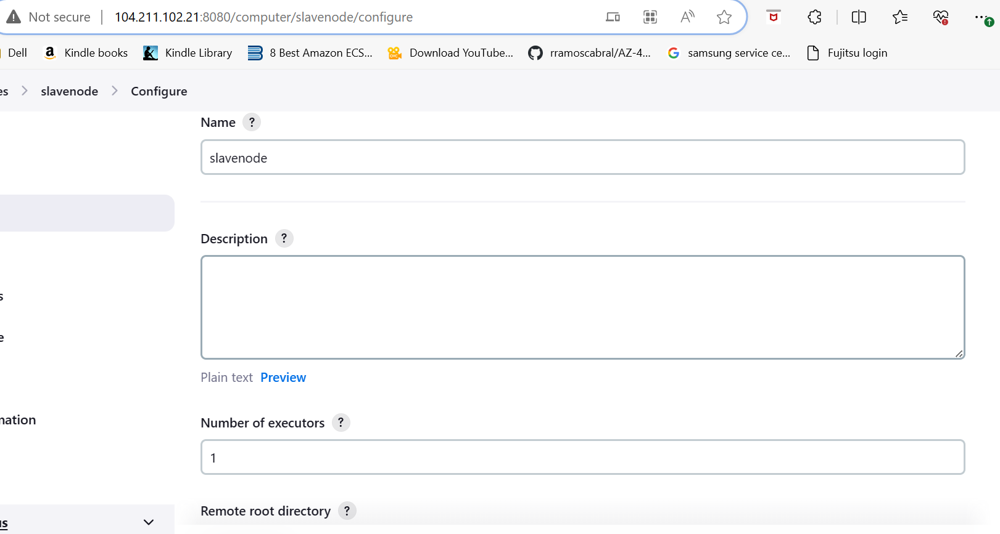 Not secure 104.211.102.21:8080/computer/slavenode/configure
Dell Kindle books Kindle Library 8 Best Amazon ECS... Download YouTube... rramoscabral/AZ-4... samsung service ce... Fujitsu login
es slavenode Configure
Name ?
slavenode
Description ?
s
e
Plain text Preview
mation
Number of executors ?
1
Remote root directory ?
us